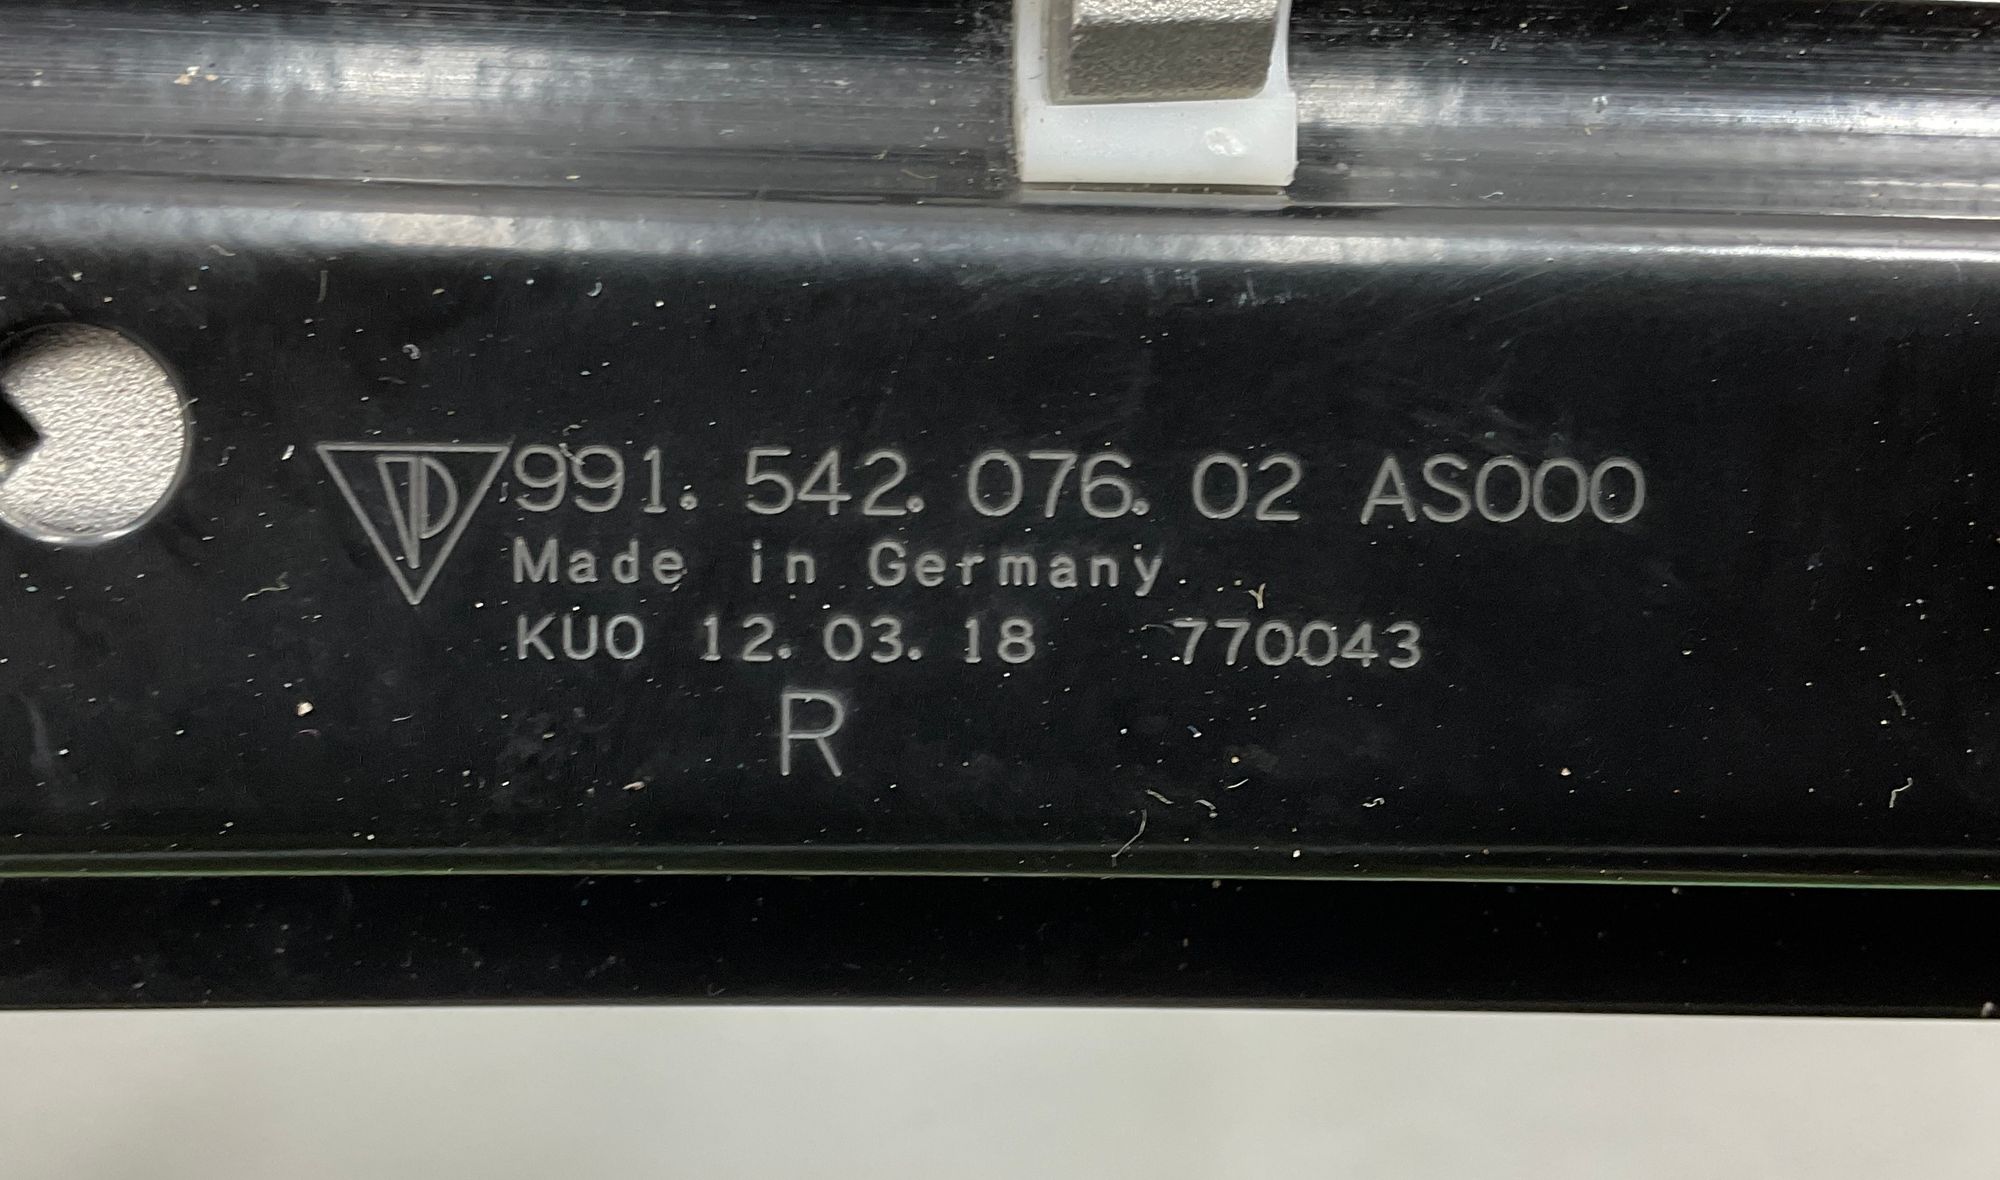 991. 542. 076. 02 AS000
Made in Germany
KUO 12. 03. 18 770043
R